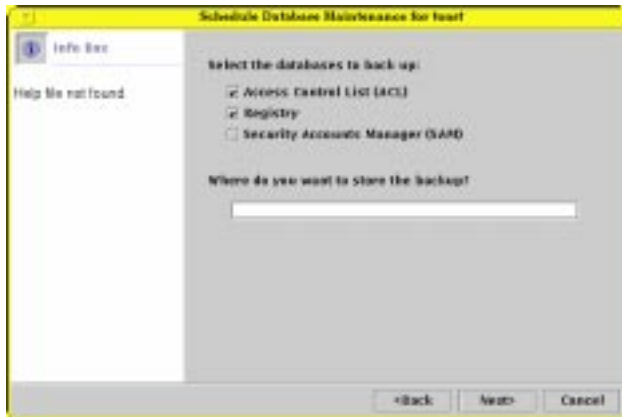 Schedule Database Maintenance for toast
Info Box
Help file not found.
Select the databases to back up:
Access Control List (ACL)
Registry
Security Accounts Manager (SAM)
Where do you want to store the backup?
<Back
Next>
Cancel